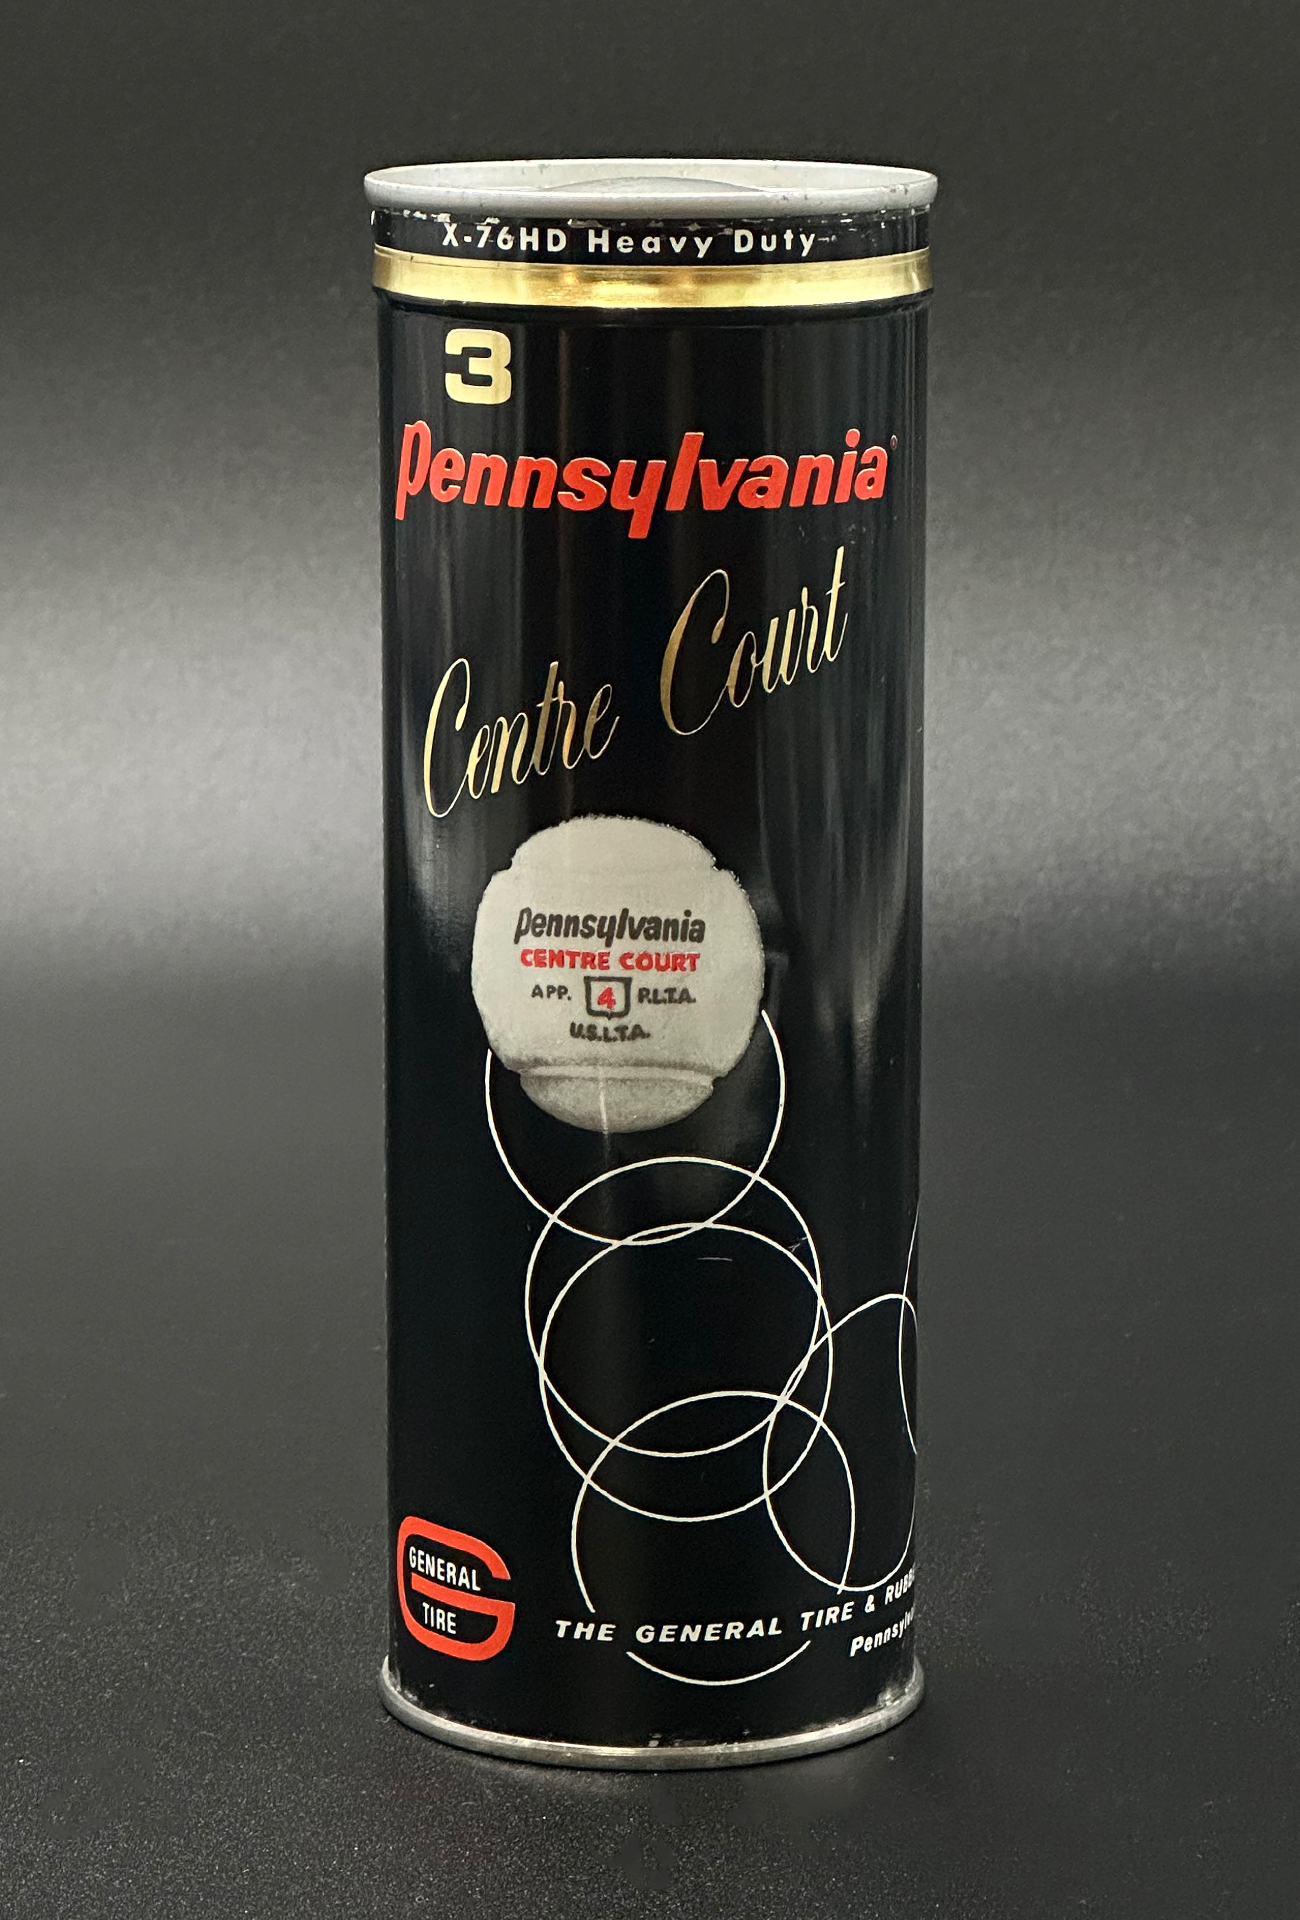 X-76HD Heavy Duty
3
Pennsylvania
Centre Court
Pennsylvania
CENTRE COURT
APP. 4 P.L.T.A.
U.S.L.T.A.
GENERAL
TIRE
THE GENERAL TIRE &